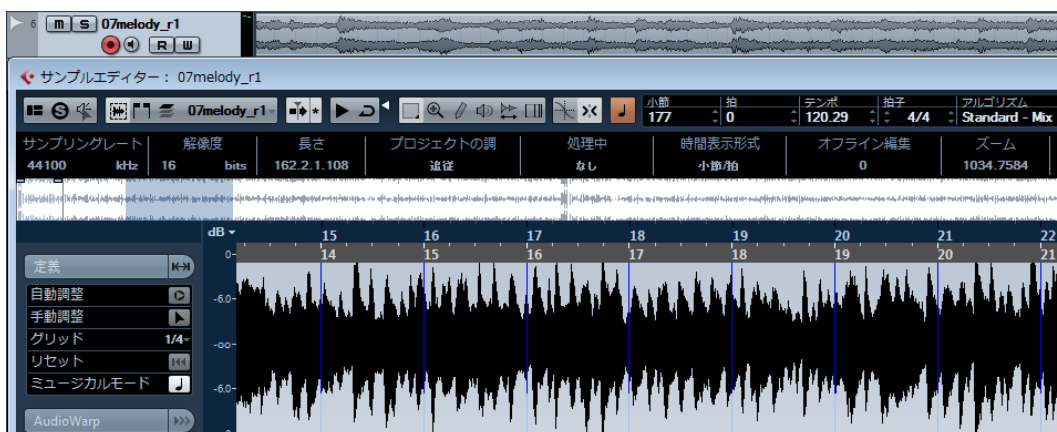 6 m S 07melody_r1
R W
サンプルエディター： 07melody_r1
07melody_r1
小節 拍 テンポ 拍子 アルゴリズム
177 0 120.29 4/4 Standard - Mix
サンプリングレート 解像度 長さ プロジェクトの調 処理中 時間表示形式 オフライン編集 ズーム
44100 kHz 16 bits 162.2.1.108 追従 なし 小節/拍 0 1034.7584
dB 15 16 17 18 19 20 21 22
0- 14 15 16 17 18 19 20 21
定義
自動調整
-6.0-
手動調整
グリッド 1/4
-oo-
リセット
ミュージカルモード
-6.0-
AudioWarp